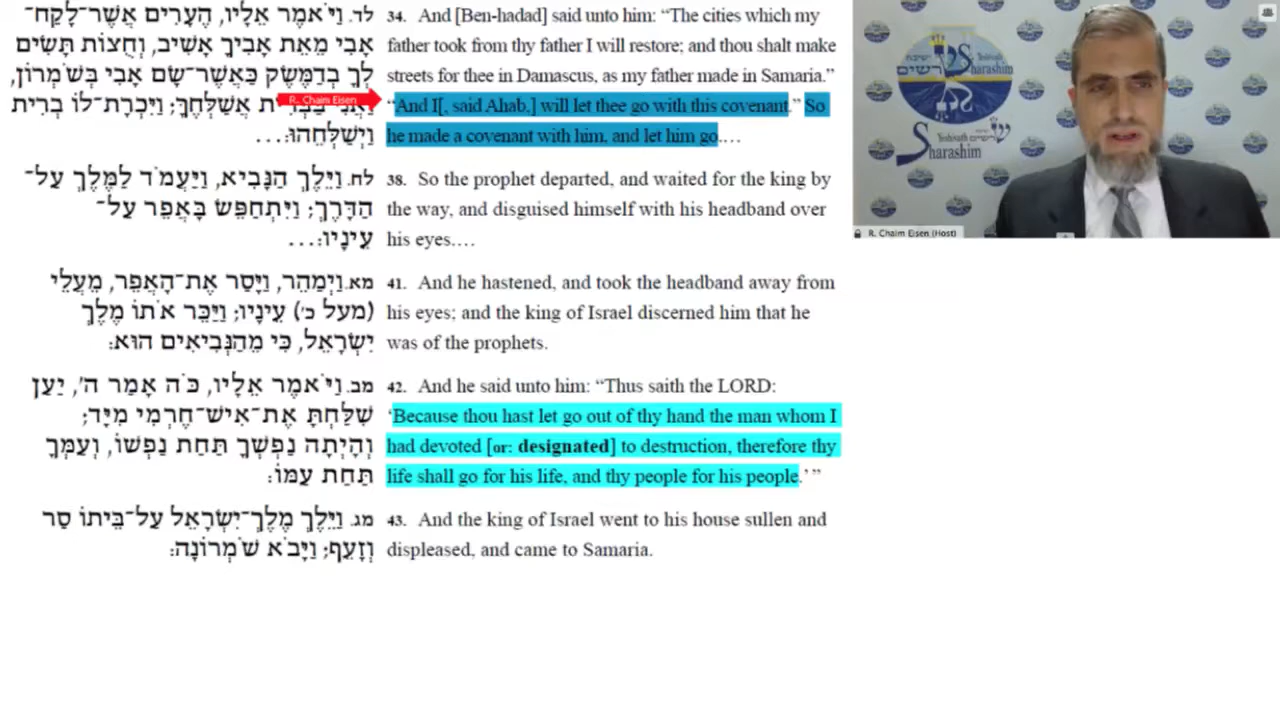 לד. וַיֹּאמֶר אֵלָיו, הֶעָרִים אֲשֶׁר־לָקַח־
אָבִי מֵאֵת אָבִיךָ אָשִׁיב, וְחֻצוֹת תָּשִׂים
לְךָ בְדַמֶּשֶׂק כַּאֲשֶׁר־שָׂם אָבִי בְּשֹׁמְרוֹן,
אֲשַׁלְּחֶךָּ; וַיִּכְרָת־לוֹ בְרִית
וַיְשַׁלְּחֵהוּ:...
לח. וַיֵּלֶךְ הַנָּבִיא, וַיַּעֲמֹד לַמֶּלֶךְ עַל־
הַדָּרֶךְ; וַיִּתְחַפֵּשׂ בָּאֲפֵר עַל־
עֵינָיו:...
מא. וַיְמַהֵר, וַיָּסַר אֶת־הָאֲפֵר, מֵעֲלֵי
(מעל כ') עֵינָיו; וַיַּכֵּר אֹתוֹ מֶלֶךְ
יִשְׂרָאֵל, כִּי מֵהַנְּבִיאִים הוּא:
מב. וַיֹּאמֶר אֵלָיו, כֹּה אָמַר ה', יַעַן
שִׁלַּחְתָּ אֶת־אִישׁ־חֶרְמִי מִיָּד;
וְהָיְתָה נַפְשְׁךָ תַּחַת נַפְשׁוֹ, וְעַמְּךָ
תַּחַת עַמּוֹ:
מג. וַיֵּלֶךְ מֶלֶךְ־יִשְׂרָאֵל עַל־בֵּיתוֹ סַר
וְזָעֵף; וַיָּבֹא שֹׁמְרוֹנָה:
R. Chaim Eisen
34. And [Ben-hadad] said unto him: “The cities which my
father took from thy father I will restore; and thou shalt make
streets for thee in Damascus, as my father made in Samaria.”
“And I[, said Ahab,] will let thee go with this covenant.” So
he made a covenant with him, and let him go.…
38. So the prophet departed, and waited for the king by
the way, and disguised himself with his headband over
his eyes.…
41. And he hastened, and took the headband away from
his eyes; and the king of Israel discerned him that he
was of the prophets.
42. And he said unto him: “Thus saith the LORD:
‘Because thou hast let go out of thy hand the man whom I
had devoted [or: designated] to destruction, therefore thy
life shall go for his life, and thy people for his people.’”
43. And the king of Israel went to his house sullen and
displeased, and came to Samaria.
ישיבת
שרשים
Yeshivath
Sharashim
Yeshivath שרשים
Sharashim
R. Chaim Eisen (Host)